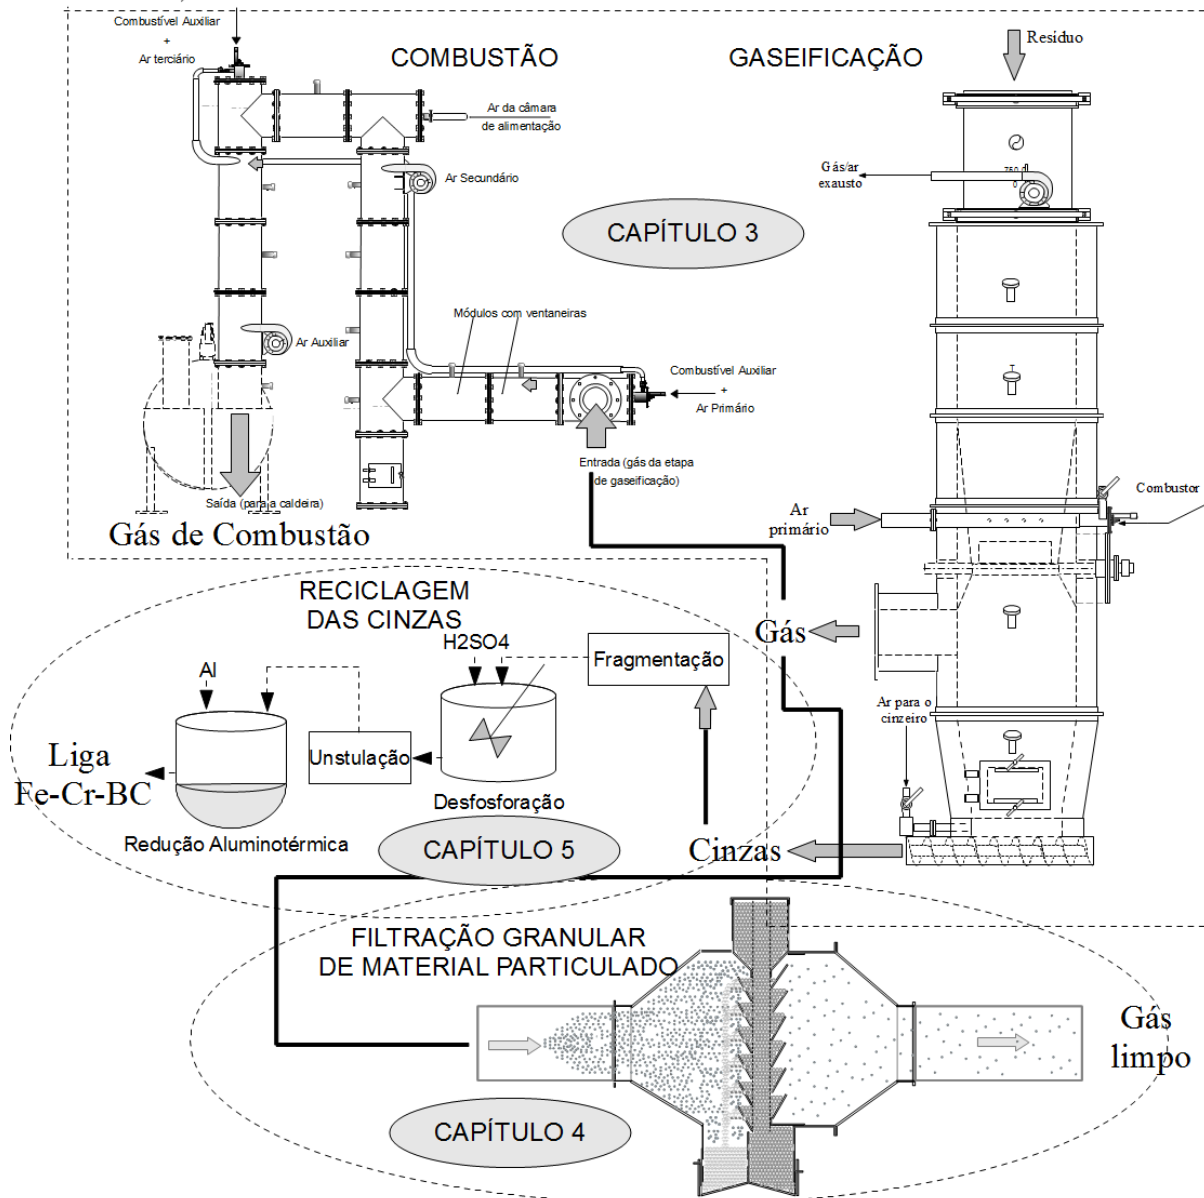 Combustível Auxiliar
+
Ar terciário
COMBUSTÃO
GASEIFICAÇÃO
Resíduo
Ar da câmara
de alimentação
Gás/ar
exausto
760,0
0
Ar Secundário
CAPÍTULO 3
Módulos com ventaneiras
Ar Auxiliar
Combustível Auxiliar
+
Ar Primário
Entrada (gás da etapa
de gaseificação)
Saída (para a caldeira)
Gás de Combustão
Combustor
Ar
primário
RECICLAGEM
DAS CINZAS
H2SO4
Fragmentação
Gás
Al
Ar para o
cinzeiro
Unstulação
Liga
Fe-Cr-BC
Desfosforação
Redução Aluminotérmica
CAPÍTULO 5
Cinzas
FILTRAÇÃO GRANULAR
DE MATERIAL PARTICULADO
Gás
limpo
CAPÍTULO 4